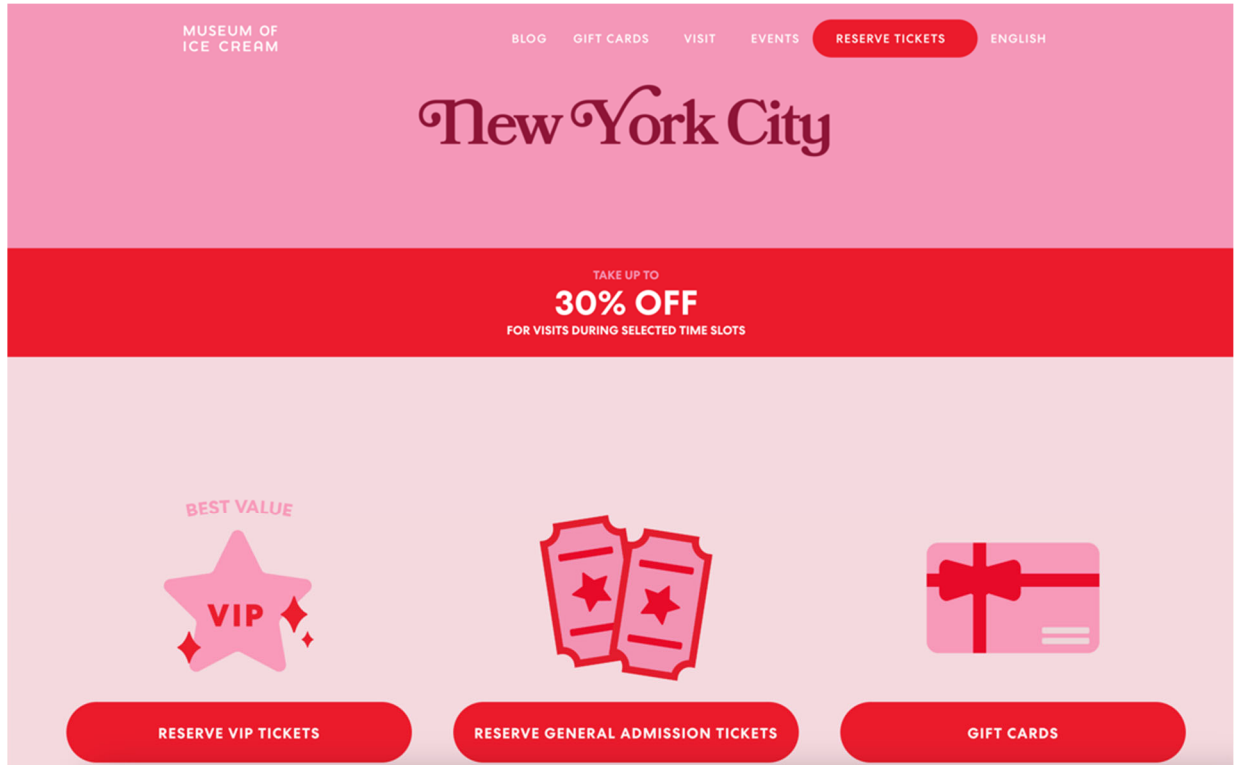 MUSEUM OF
ICE CREAM
BLOG GIFT CARDS VISIT EVENTS RESERVE TICKETS ENGLISH
New York City
TAKE UP TO
30% OFF
FOR VISITS DURING SELECTED TIME SLOTS
BEST VALUE
VIP
RESERVE VIP TICKETS
RESERVE GENERAL ADMISSION TICKETS
GIFT CARDS